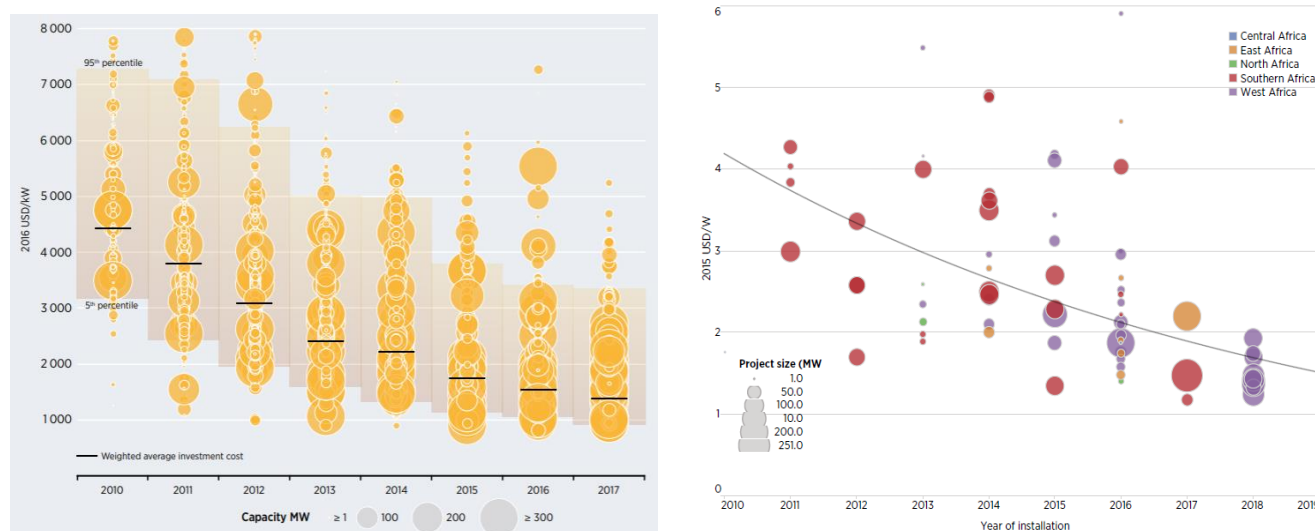 8 000
95th percentile
7 000
6 000
5 000
2016 USD/kW
4 000
5th percentile
3 000
2 000
1 000
Weighted average investment cost
2010 2011 2012 2013 2014 2015 2016 2017
Capacity MW ≥ 1 100 200 ≥ 300
6
Central Africa
East Africa
North Africa
Southern Africa
West Africa
5
4
2015 USD/W
3
2
Project size (MW
1.0
50.0
100.0
10.0
200.0
251.0
1
0
2010 2011 2012 2013 2014 2015 2016 2017 2018 2019
Year of installation